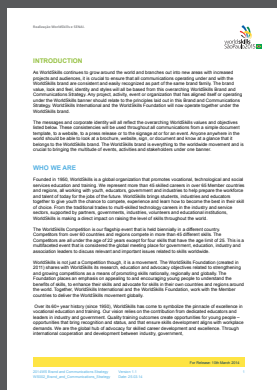 worldskills
São Paulo 2015
INTRODUCTION
As WorldSkills continues to grow around the world and branches out into new areas with increased
projects and audiences, it is crucial to ensure that all communications operating under and with the
WorldSkills brand are consistent and easily recognized as part of the same brand family. The brand
value, look and feel, identity and styles will all be based from this overarching WorldSkills Brand and
Communications Strategy. Any project, activity, event or organization that has aligned itself or operating
under the WorldSkills banner should relate to the principles laid out in this Brand and Communications
Strategy. WorldSkills International and the WorldSkills Foundation will now operate together under the
WorldSkills brand.
The messages and corporate identity will all reflect the overarching WorldSkills values and objectives
listed below. These consistencies will be used throughout all communications from a simple document
template, to a website, to a press release or to the signage at or for an event. Anyone anywhere in the
world should be able to look at a brochure, website, sign, or document and know at a glance that it
belongs to the WorldSkills brand. The WorldSkills brand is everything to the worldwide movement and is
crucial to bringing the multitude of events, activities and stakeholders under one banner.
WHO WE ARE
Founded in 1950, WorldSkills is a global organization that promotes vocational, technological and social
services education and training. We represent more than 45 skilled careers in over 65 Member countries
and regions, all working with youth, educators, government and industries to help prepare the workforce
and talent of today for the jobs of the future. WorldSkills brings students, industries and educators
together to give youth the chance to compete, experience and learn how to become the best in their skill
of choice. From the traditional trades to multi-skilled technology careers in the industry and service
sectors, supported by partners, governments, industries, volunteers and educational institutions,
WorldSkills is making a direct impact on raising the level of skills throughout the world.
The WorldSkills Competition is our flagship event that is held biennially in a different country.
Competitors from over 60 countries and regions compete in more than 45 different skills. The
Competitors are all under the age of 22 years except for four skills that have the age limit of 25. This is a
multifaceted event that is considered the global meeting place for government, education, industry and
association leaders to discuss relevant and important issues related to skills worldwide.
WorldSkills is not just a Competition though, it is a movement. The WorldSkills Foundation (created in
2011) shares with WorldSkills its research, education and advocacy objectives related to strengthening
and growing competitions as a means of promoting skills nationally, regionally and globally. The
Foundation places an emphasis on appealing to and encouraging young people to understand the
benefits of skills, to enhance their skills and advocate for skills in their own countries and regions around
the world. Together, WorldSkills International and the WorldSkills Foundation, work with the Member
countries to deliver the WorldSkills movement globally.
Over its 60+ year history (since 1950), WorldSkills has come to symbolize the pinnacle of excellence in
vocational education and training. Our vision relies on the contribution from dedicated educators and
leaders in industry and government. Quality training outcomes create opportunities for young people –
opportunities that bring recognition and status, and that ensure skills development aligns with workplace
demands. We are the global hub of advocacy for skilled career development and excellence. Through
international cooperation and development between industry, government,
For Release: 10th March 2014
Version: 1.1
1
WSI_Brand_and_Communications_Strategy